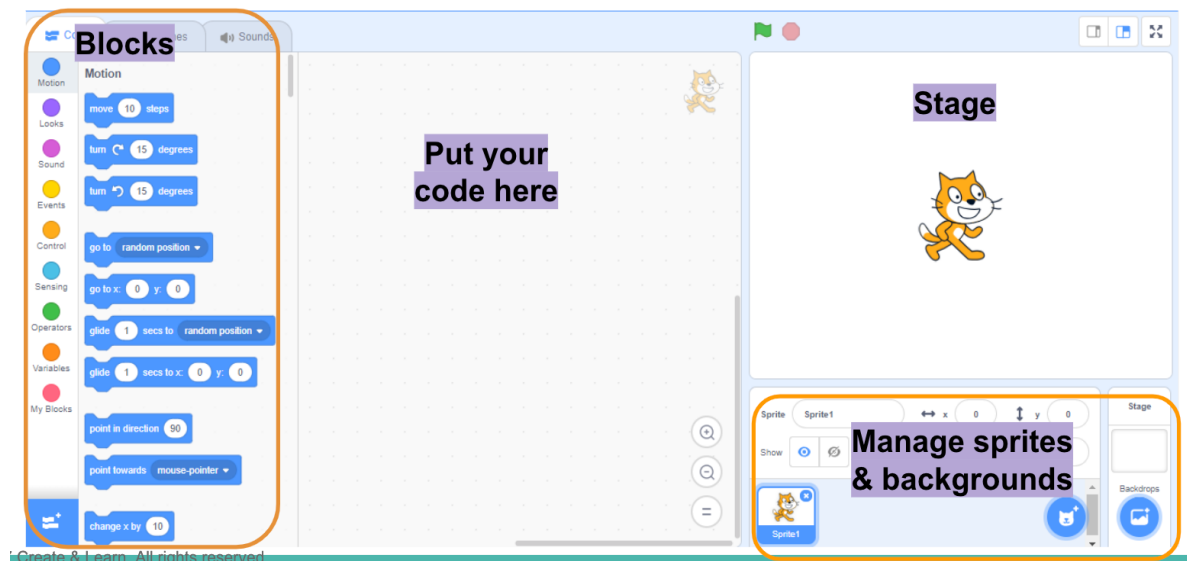 Blocks
Sounds
Motion
Looks
Sound
Events
Control
Sensing
Operators
Variables
My Blocks
Motion
move 10 steps
turn 15 degrees
turn 15 degrees
go to random position
go to x: 0 y: 0
glide 1 secs to random position
glide 1 secs to x: 0 y: 0
point in direction 90
point towards mouse-pointer
change x by 10
Put your
code here
Stage
Sprite Sprite1 x 0 y 0
Show
Manage sprites
& backgrounds
Sprite1
Stage
Backdrops
Create & Learn. All rights reserved